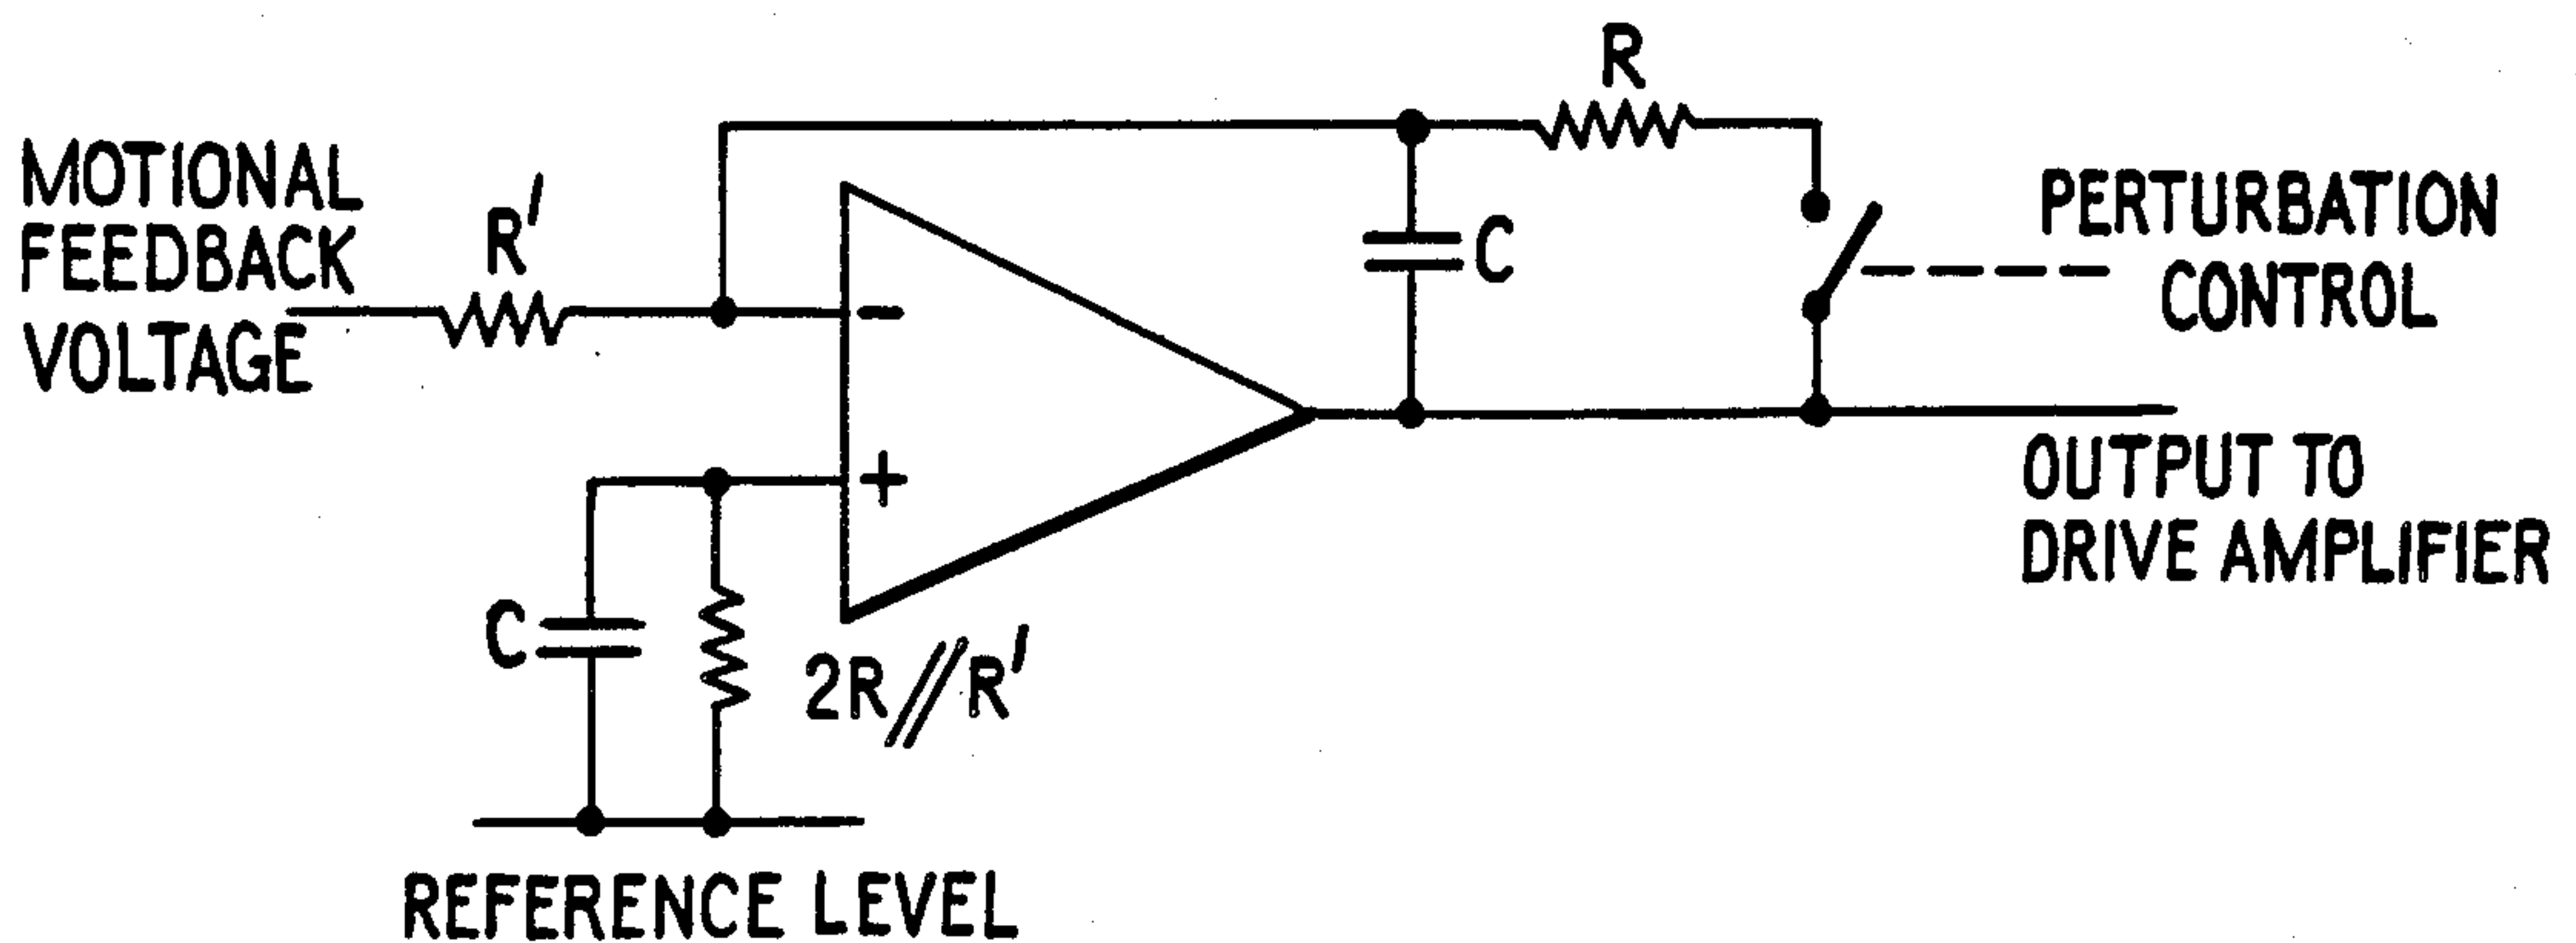 R
MOTIONAL
FEEDBACK
VOLTAGE
R'
-
C
PERTURBATION
CONTROL
+
OUTPUT TO
DRIVE AMPLIFIER
C
2R//R'
REFERENCE LEVEL